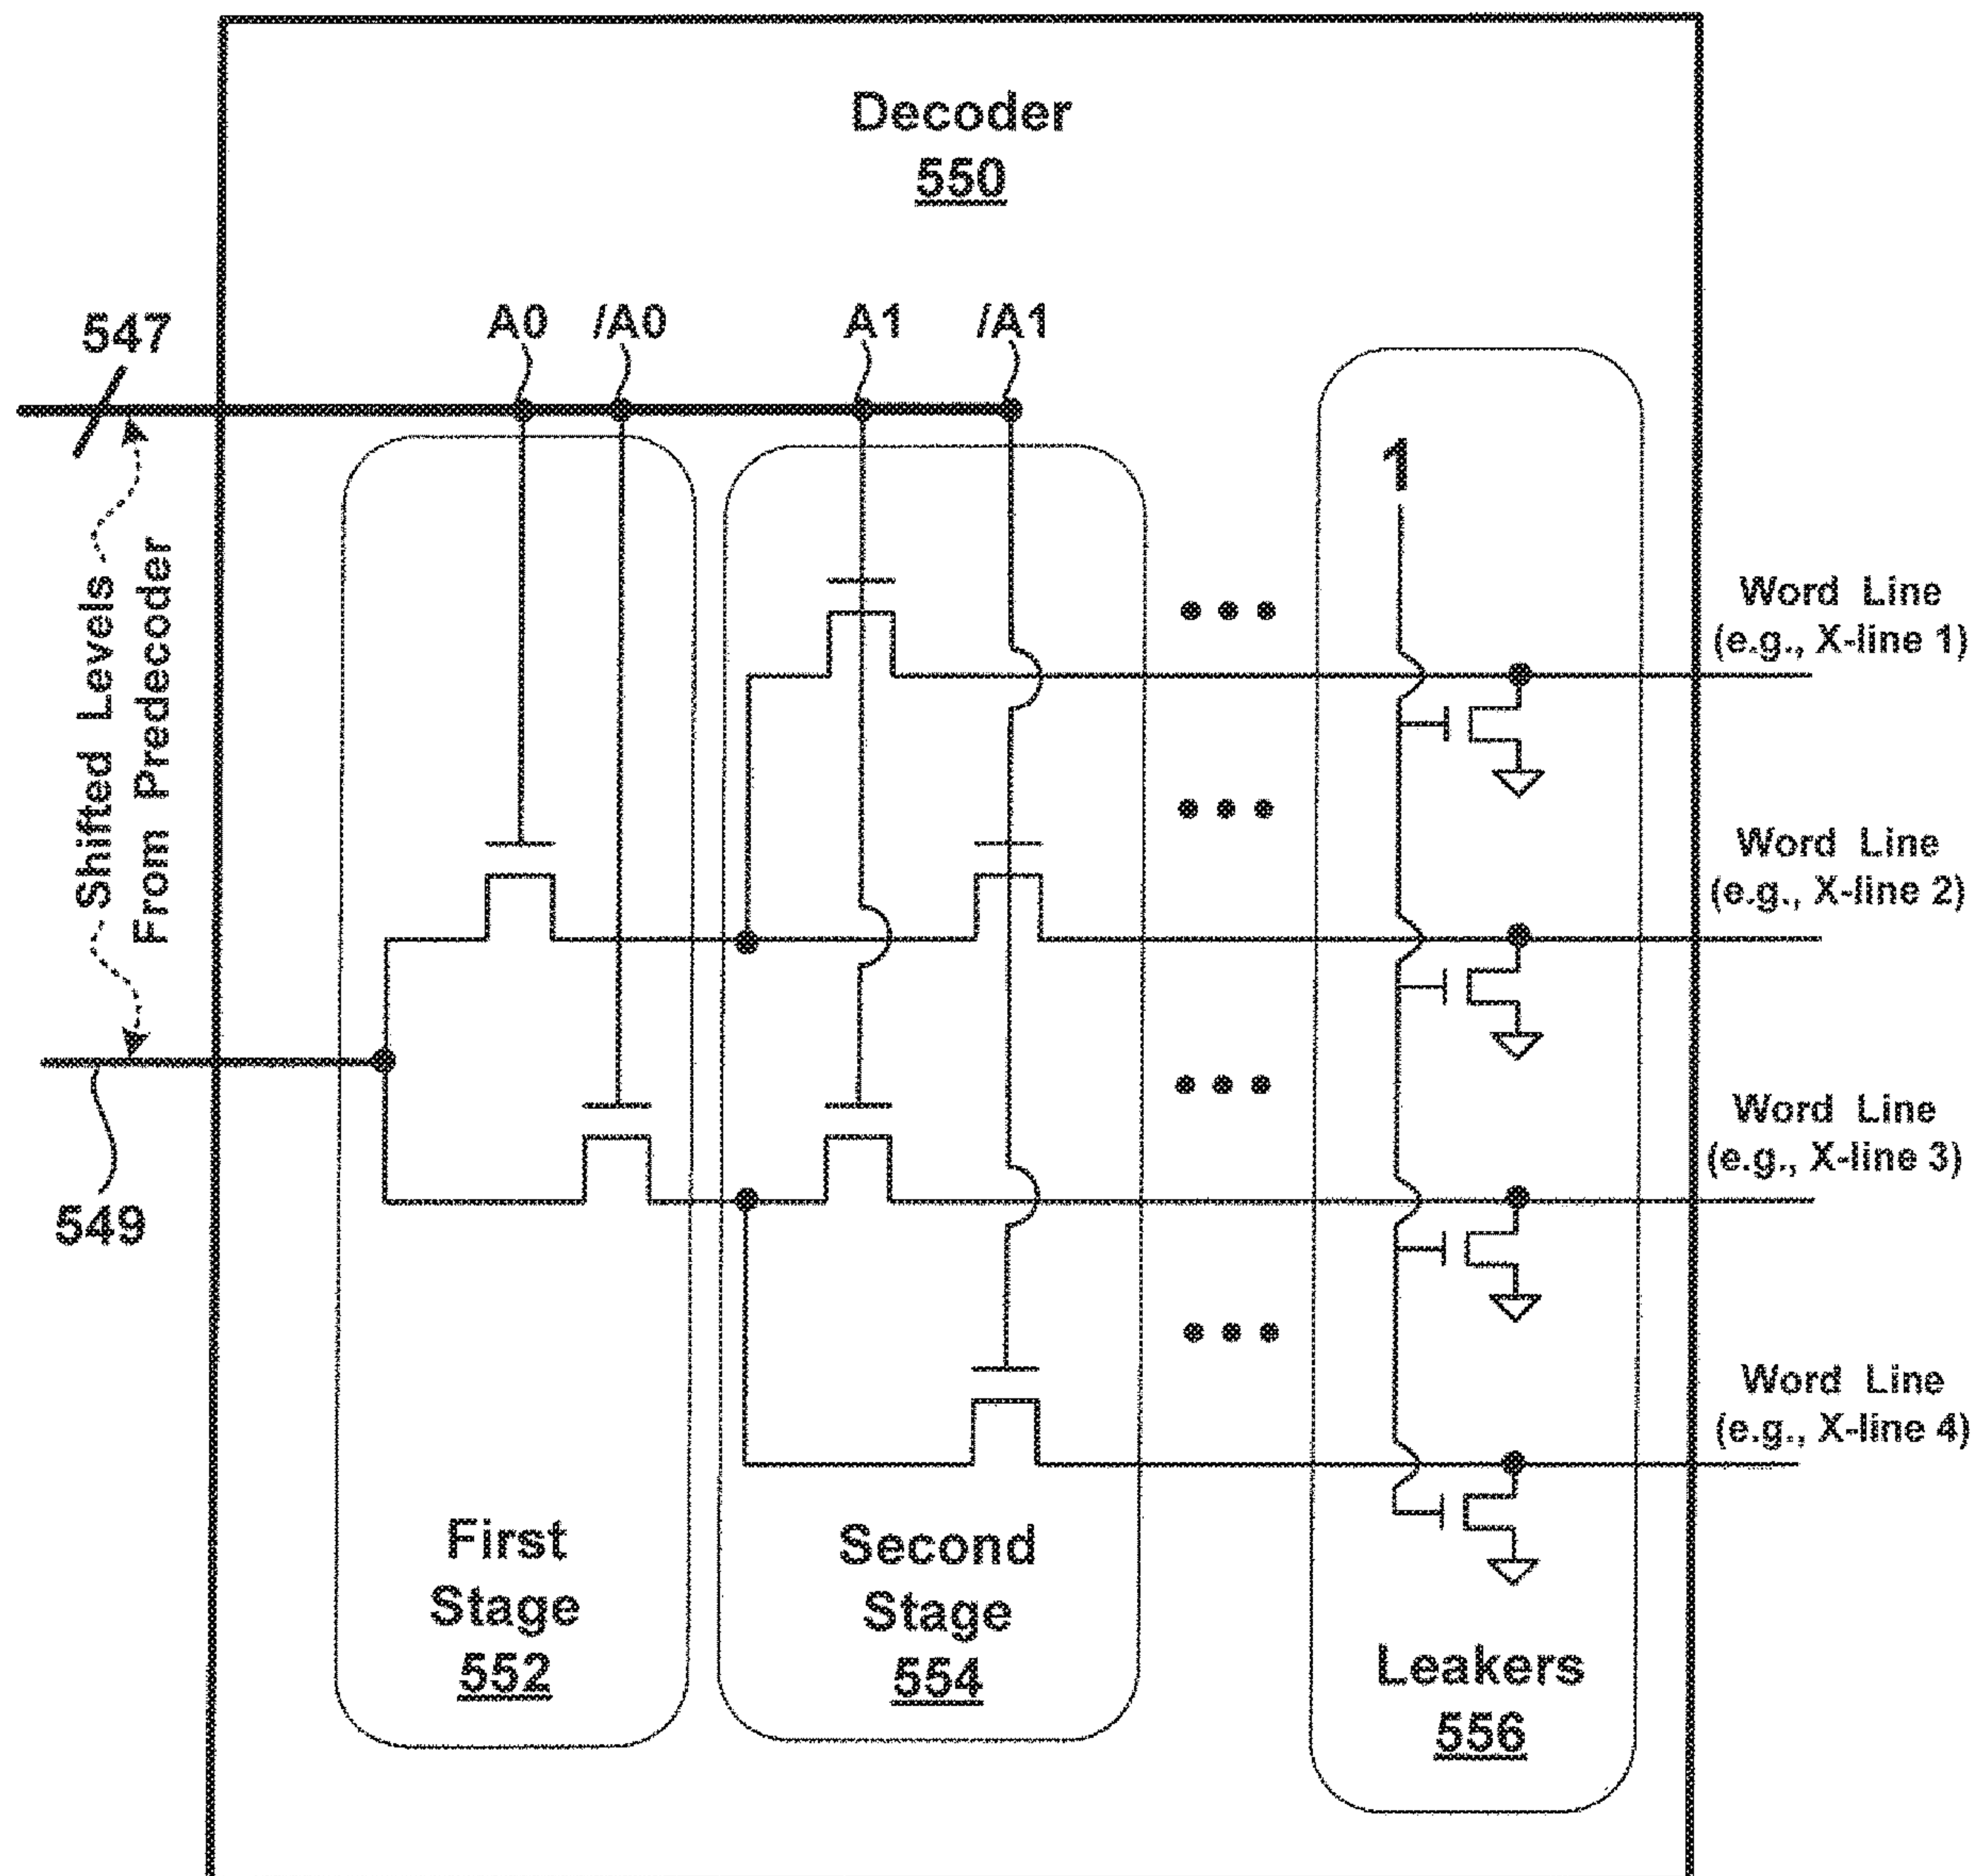 Decoder
550
547
A0 /A0 A1 /A1
1
Shifted Levels
From Predecoder
549
Word Line
(e.g., X-line 1)
Word Line
(e.g., X-line 2)
Word Line
(e.g., X-line 3)
Word Line
(e.g., X-line 4)
First
Stage
552
Second
Stage
554
Leakers
556